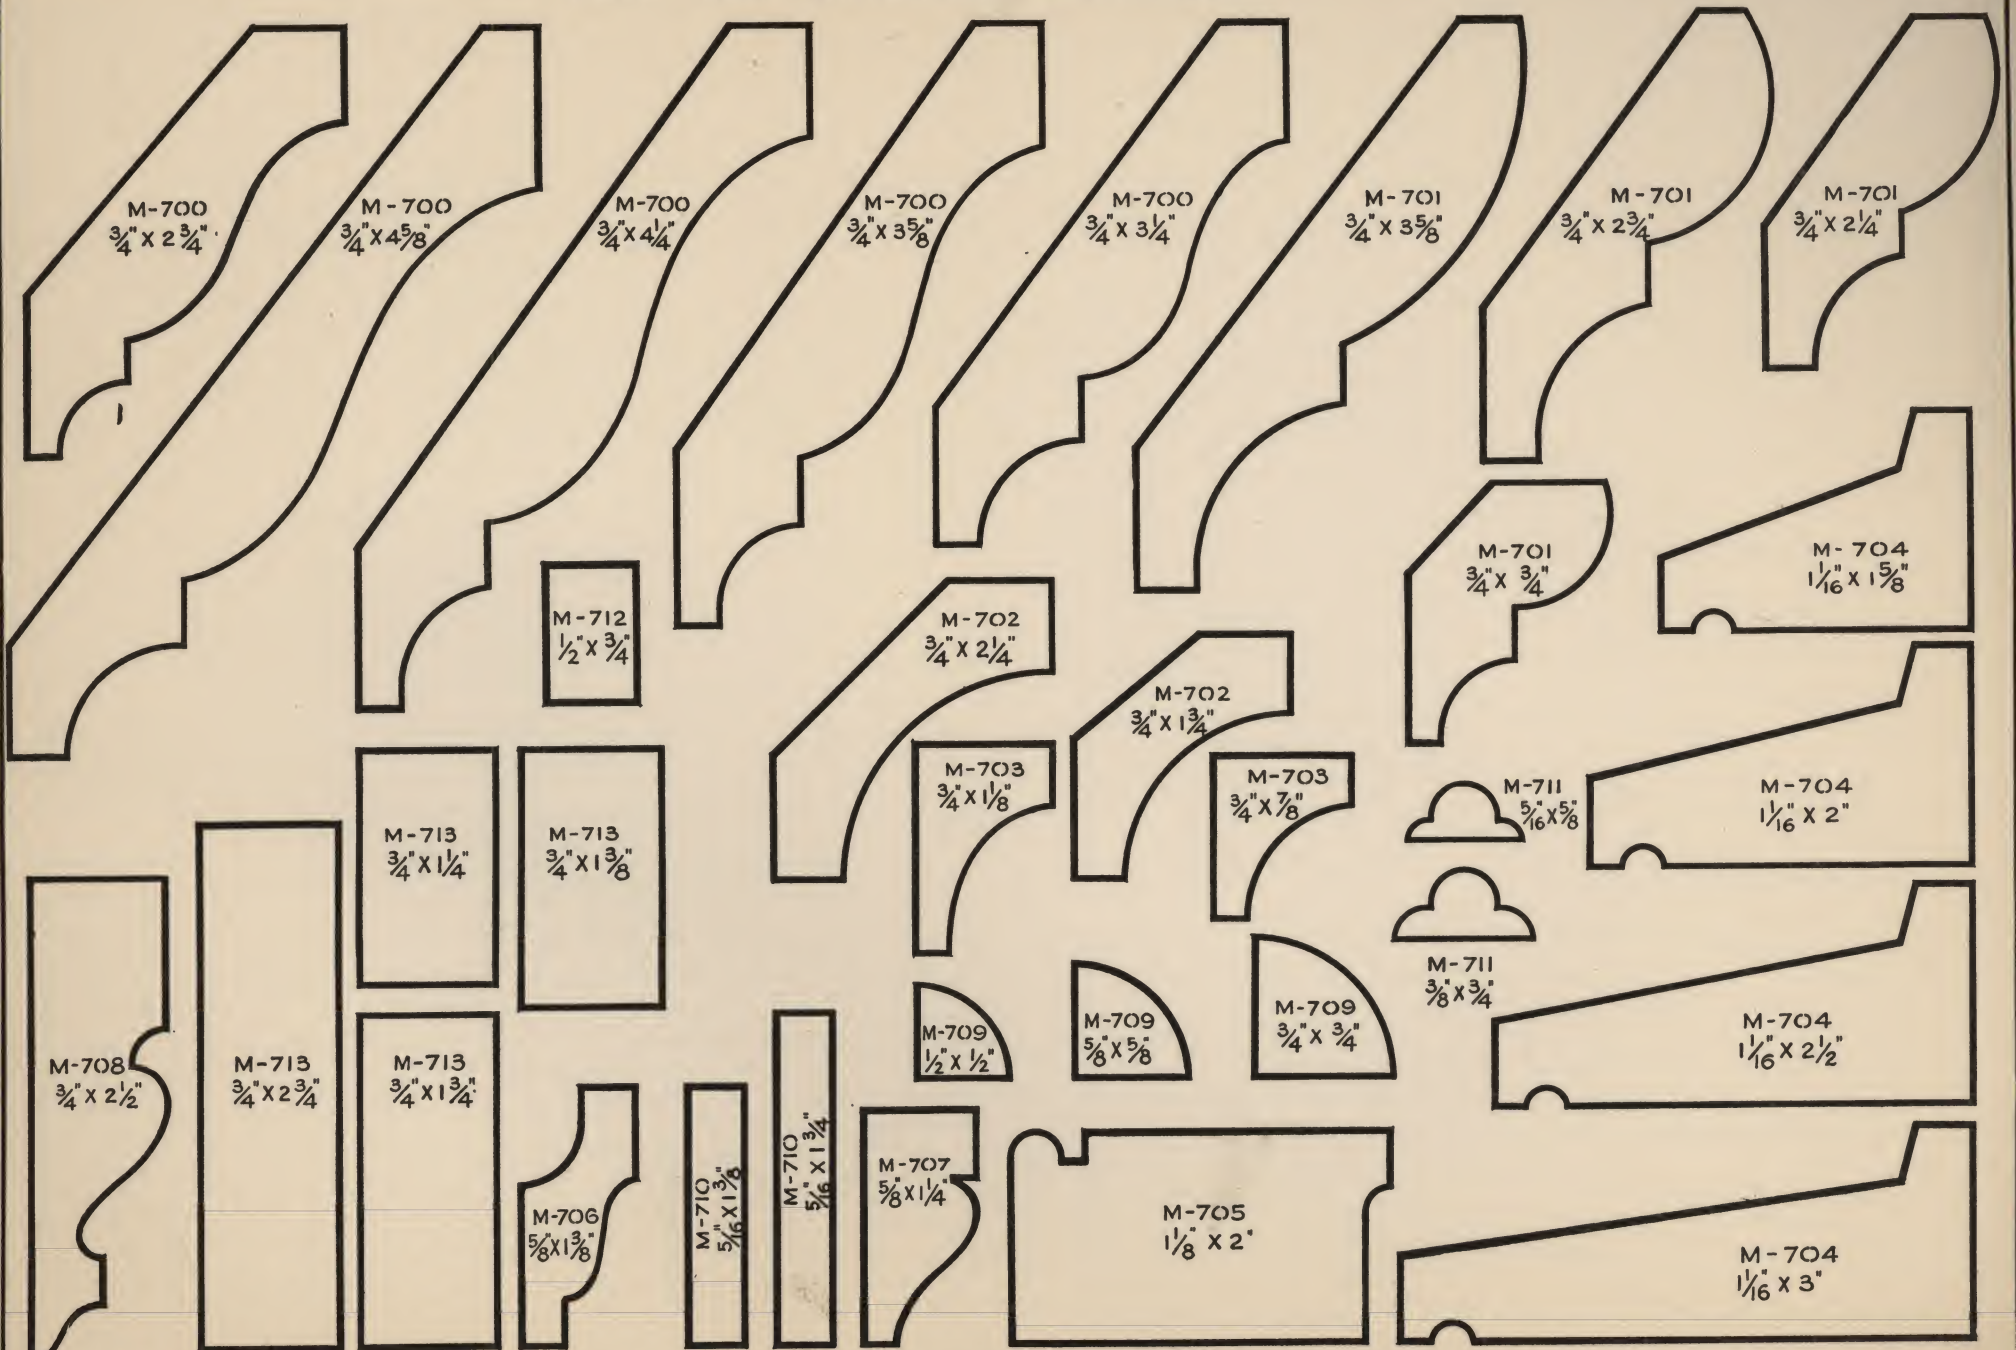 M-700
3/4" X 2 3/4"
M-700
3/4" X 4 5/8"
M-700
3/4" X 4 1/4"
M-700
3/4" X 3 5/8"
M-700
3/4" X 3 1/4"
M-701
3/4" X 3 5/8"
M-701
3/4" X 2 3/4"
M-701
3/4" X 2 1/4"
M-701
3/4" X 3/4"
M-704
1 1/16" X 1 5/8"
M-712
1/2" X 3/4"
M-702
3/4" X 2 1/4"
M-702
3/4" X 1 3/4"
M-703
3/4" X 1 1/8"
M-703
3/4" X 7/8"
M-711
5/16" X 5/8"
M-704
1 1/16" X 2"
M-713
3/4" X 1 1/4"
M-713
3/4" X 1 3/8"
M-711
3/8" X 3/4"
M-708
3/4" X 2 1/2"
M-713
3/4" X 2 3/4"
M-713
3/4" X 1 3/4"
M-709
1/2" X 1/2"
M-709
5/8" X 5/8"
M-709
3/4" X 3/4"
M-704
1 1/16" X 2 1/2"
M-706
5/8" X 1 3/8"
M-710
5/16" X 1 3/8"
M-710
5/16" X 1 3/4"
M-707
5/8" X 1 1/4"
M-705
1 1/8" X 2"
M-704
1 1/16" X 3"